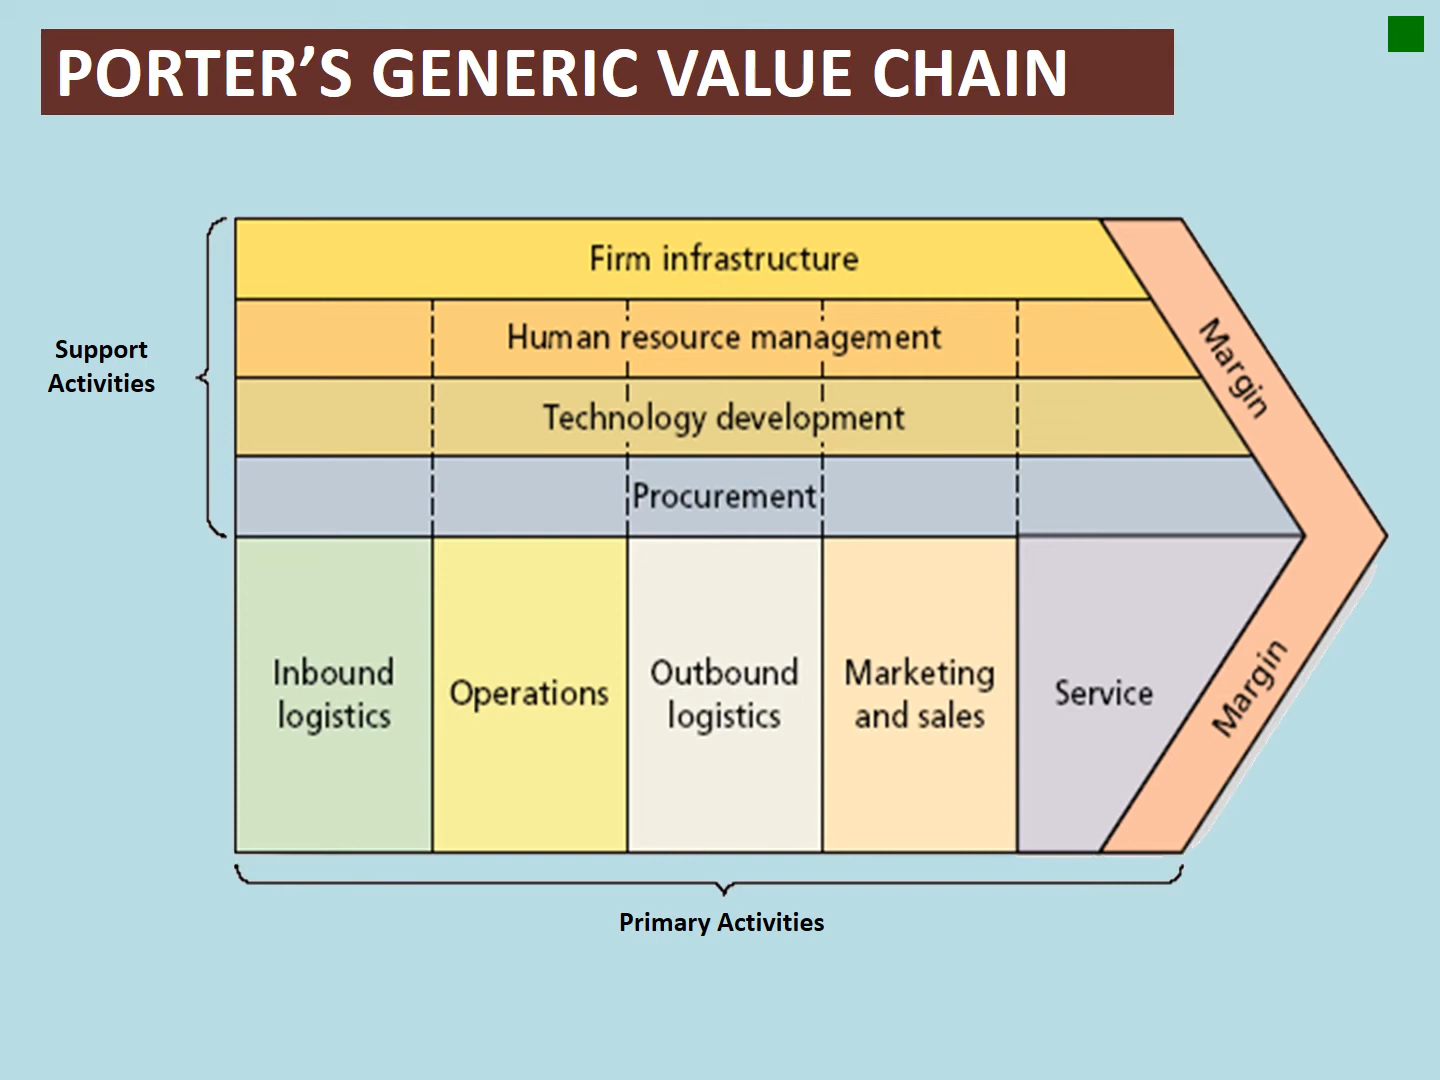 PORTER’S GENERIC VALUE CHAIN
Support
Activities
Firm infrastructure
Human resource management
Technology development
Procurement
Margin
Inbound
logistics
Operations
Outbound
logistics
Marketing
and sales
Service
Margin
Primary Activities